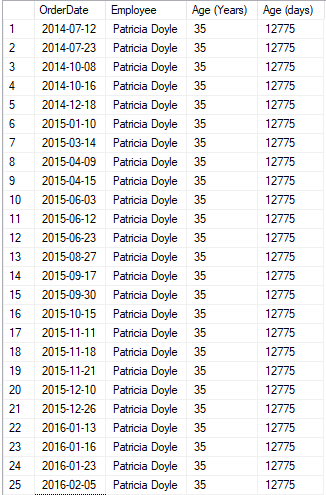 OrderDate Employee Age (Years) Age (days)
1 2014-07-12 Patricia Doyle 35 12775
2 2014-07-23 Patricia Doyle 35 12775
3 2014-10-08 Patricia Doyle 35 12775
4 2014-10-16 Patricia Doyle 35 12775
5 2014-12-18 Patricia Doyle 35 12775
6 2015-01-10 Patricia Doyle 35 12775
7 2015-03-14 Patricia Doyle 35 12775
8 2015-04-09 Patricia Doyle 35 12775
9 2015-04-15 Patricia Doyle 35 12775
10 2015-06-03 Patricia Doyle 35 12775
11 2015-06-12 Patricia Doyle 35 12775
12 2015-06-23 Patricia Doyle 35 12775
13 2015-08-27 Patricia Doyle 35 12775
14 2015-09-17 Patricia Doyle 35 12775
15 2015-09-30 Patricia Doyle 35 12775
16 2015-10-15 Patricia Doyle 35 12775
17 2015-11-11 Patricia Doyle 35 12775
18 2015-11-18 Patricia Doyle 35 12775
19 2015-11-21 Patricia Doyle 35 12775
20 2015-12-10 Patricia Doyle 35 12775
21 2015-12-26 Patricia Doyle 35 12775
22 2016-01-13 Patricia Doyle 35 12775
23 2016-01-16 Patricia Doyle 35 12775
24 2016-01-23 Patricia Doyle 35 12775
25 2016-02-05 Patricia Doyle 35 12775